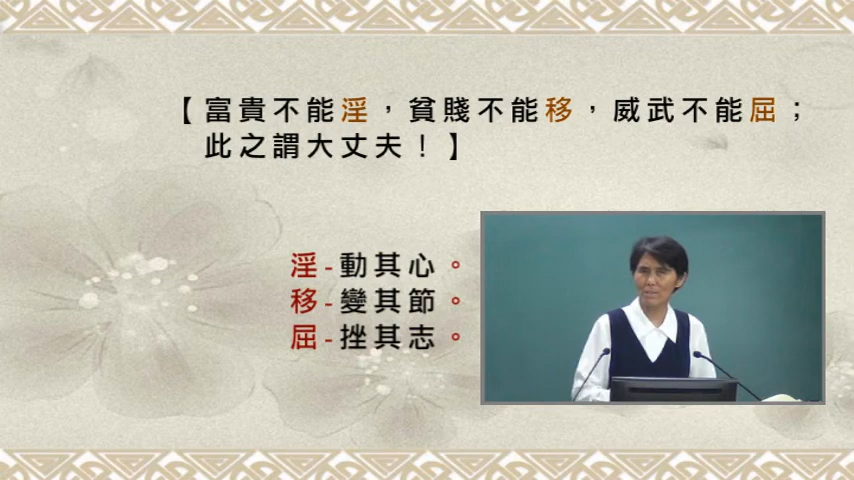 【富貴不能淫，貧賤不能移，威武不能屈；
此之謂大丈夫！】
淫-動其心。
移-變其節。
屈-挫其志。